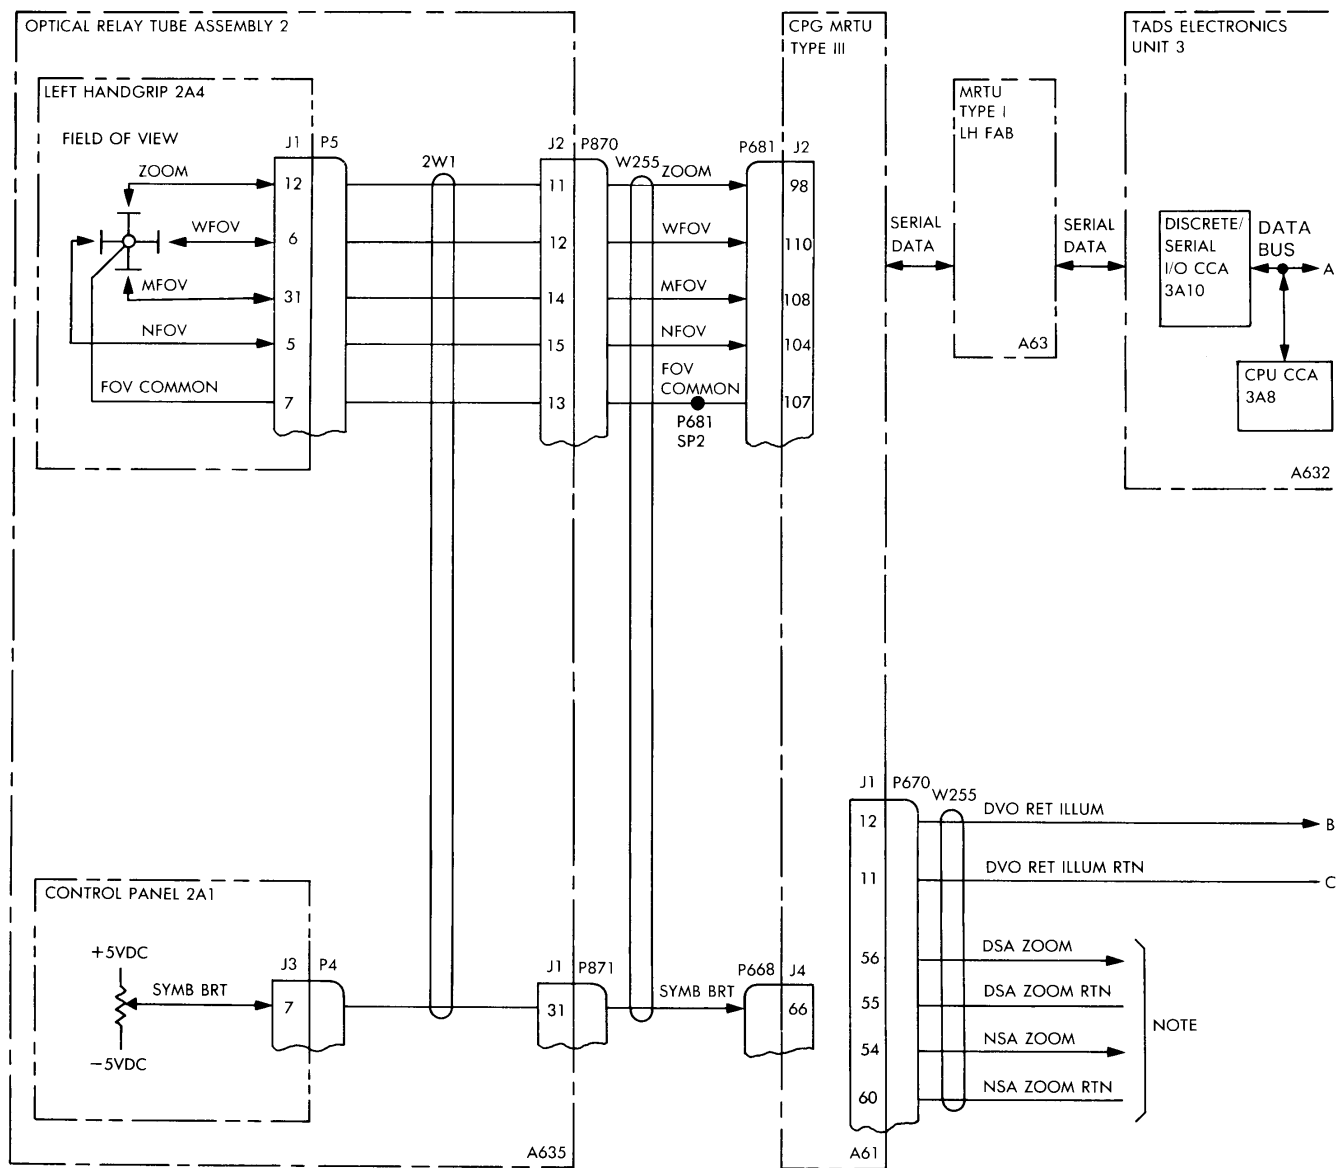 OPTICAL RELAY TUBE ASSEMBLY 2
CPG MRTU
TYPE III
TADS ELECTRONICS
UNIT 3
LEFT HANDGRIP 2A4
MRTU
TYPE I
LH FAB
FIELD OF VIEW
J1 P5
2W1
J2 P870
W255
P681 J2
ZOOM
12
11
ZOOM
98
WFOV
6
12
WFOV
110
MFOV
31
14
MFOV
108
NFOV
5
15
NFOV
104
FOV COMMON
7
13
FOV
COMMON
107
P681
SP2
SERIAL
DATA
SERIAL
DATA
A63
DISCRETE/
SERIAL
I/O CCA
3A10
DATA
BUS
A
CPU CCA
3A8
A632
J1 P670
W255
12
DVO RET ILLUM
B
11
DVO RET ILLUM RTN
C
56
DSA ZOOM
55
DSA ZOOM RTN
54
NSA ZOOM
60
NSA ZOOM RTN
NOTE
CONTROL PANEL 2A1
+5VDC
SYMB BRT
−5VDC
J3 P4
7
J1 P871
31
SYMB BRT
P668 J4
66
A635
A61